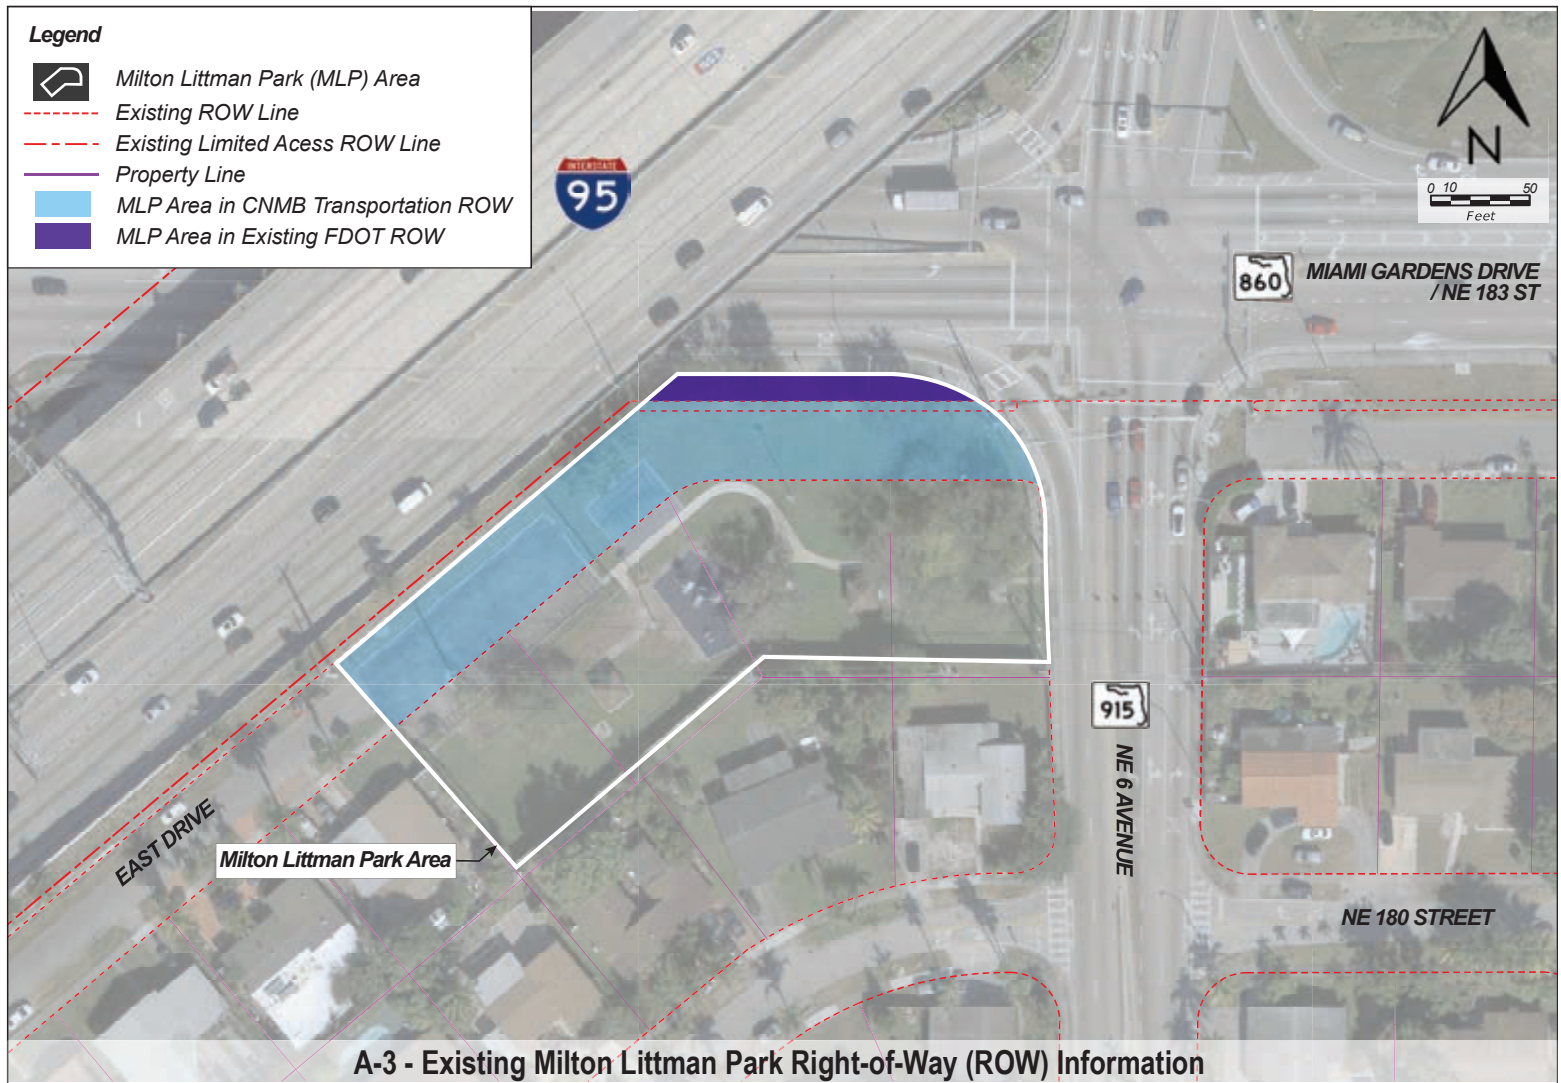 Legend
Milton Littman Park (MLP) Area
Existing ROW Line
Existing Limited Acess ROW Line
Property Line
MLP Area in CNMB Transportation ROW
MLP Area in Existing FDOT ROW
INTERSTATE
95
N
0 10 50
Feet
860
MIAMI GARDENS DRIVE
/ NE 183 ST
915
NE 6 AVENUE
EAST DRIVE
Milton Littman Park Area
NE 180 STREET
A-3 - Existing Milton Littman Park Right-of-Way (ROW) Information